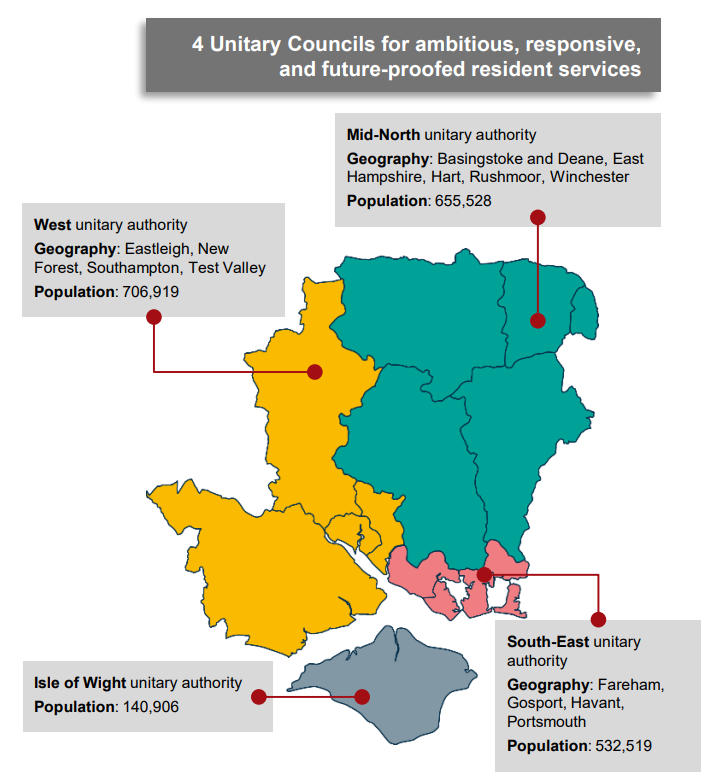 4 Unitary Councils for ambitious, responsive,
and future-proofed resident services
Mid-North unitary authority
Geography: Basingstoke and Deane, East
Hampshire, Hart, Rushmoor, Winchester
Population: 655,528
West unitary authority
Geography: Eastleigh, New
Forest, Southampton, Test Valley
Population: 706,919
Isle of Wight unitary authority
Population: 140,906
South-East unitary
authority
Geography: Fareham,
Gosport, Havant,
Portsmouth
Population: 532,519